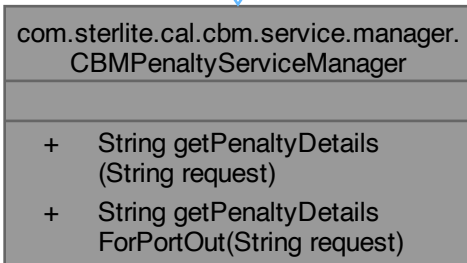 com.sterlite.cal.cbm.service.manager.
CBMPenaltyServiceManager
+ String getPenaltyDetails
(String request)
+ String getPenaltyDetails
ForPortOut(String request)